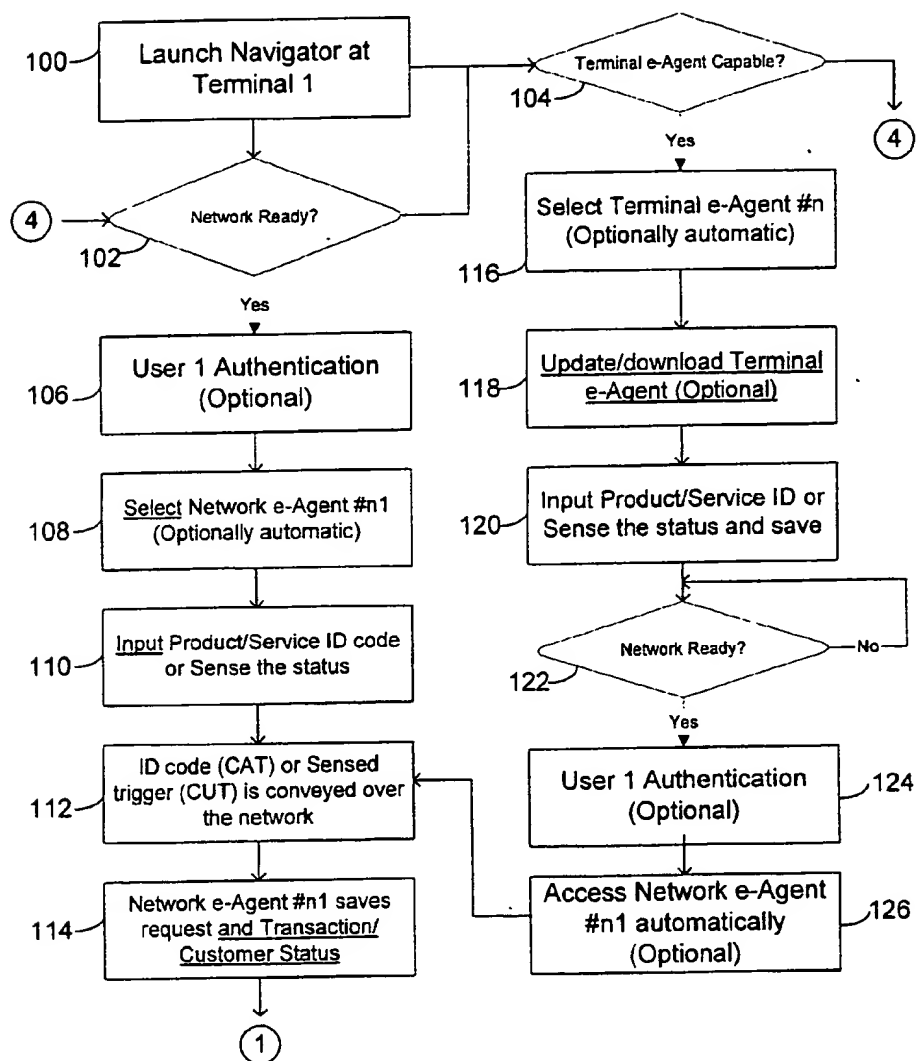 100
Launch Navigator at
Terminal 1
Terminal e-Agent Capable?
104
4
Yes
4
Network Ready?
102
Yes
Select Terminal e-Agent #n
(Optionally automatic)
116
User 1 Authentication
(Optional)
106
Update/download Terminal
e-Agent (Optional)
118
Select Network e-Agent #n1
(Optionally automatic)
108
Input Product/Service ID or
Sense the status and save
120
Input Product/Service ID code
or Sense the status
110
Network Ready?
No
122
Yes
ID code (CAT) or Sensed
trigger (CUT) is conveyed over
the network
112
User 1 Authentication
(Optional)
124
Network e-Agent #n1 saves
request and Transaction/
Customer Status
114
Access Network e-Agent
#n1 automatically
(Optional)
126
1